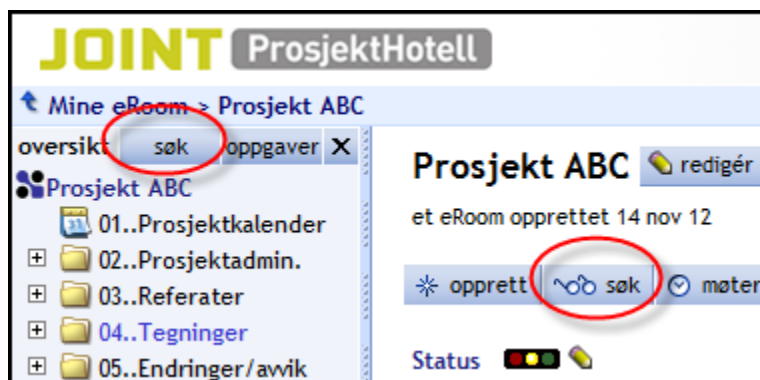 JOINT ProsjektHotell
Mine eRoom > Prosjekt ABC
oversikt søk oppgaver X
Prosjekt ABC
31 01..Prosjektkalender
02..Prosjektadmin.
03..Referater
04..Tegninger
05..Endringer/avvik
Prosjekt ABC redigér
et eRoom opprettet 14 nov 12
opprett søk møter
Status